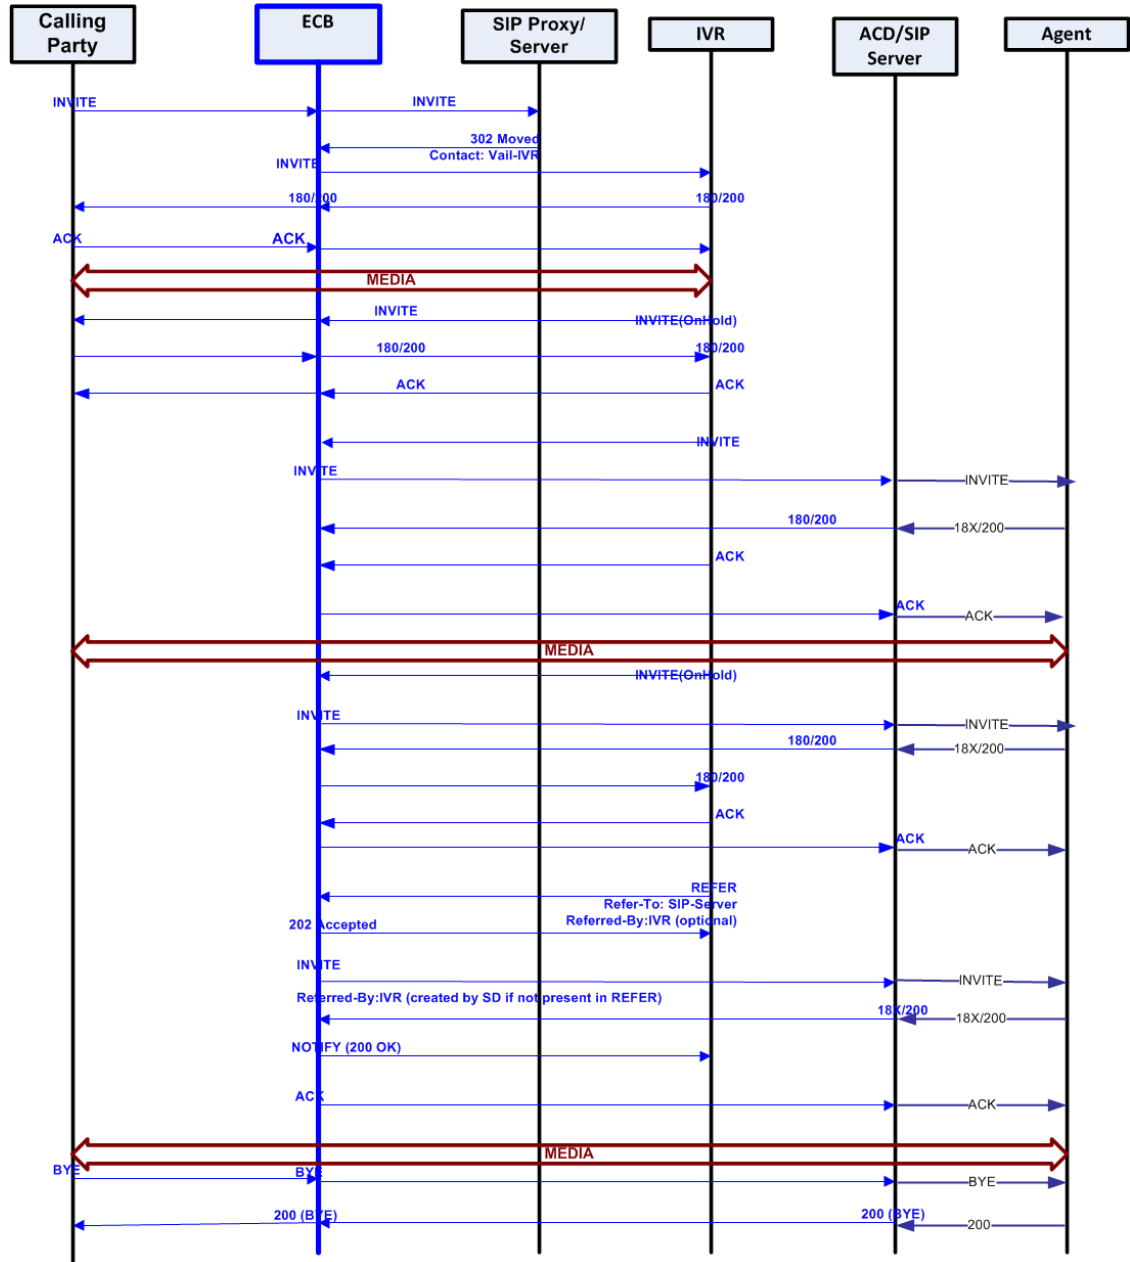 Calling
Party
ECB
SIP Proxy/
Server
IVR
ACD/SIP
Server
Agent
INVITE
INVITE
302 Moved
Contact: Vail-IVR
INVITE
180/200
180/200
ACK
ACK
MEDIA
INVITE
INVITE(OnHold)
180/200
180/200
ACK
ACK
INVITE
INVITE
INVITE
180/200
18X/200
ACK
ACK
ACK
MEDIA
INVITE(OnHold)
INVITE
INVITE
180/200
18X/200
180/200
ACK
ACK
ACK
REFER
Refer-To: SIP-Server
Referred-By:IVR (optional)
202 Accepted
INVITE
INVITE
Referred-By:IVR (created by SD if not present in REFER)
18X/200
18X/200
NOTIFY (200 OK)
ACK
ACK
MEDIA
BYE
BYE
BYE
200 (BYE)
200 (BYE)
200